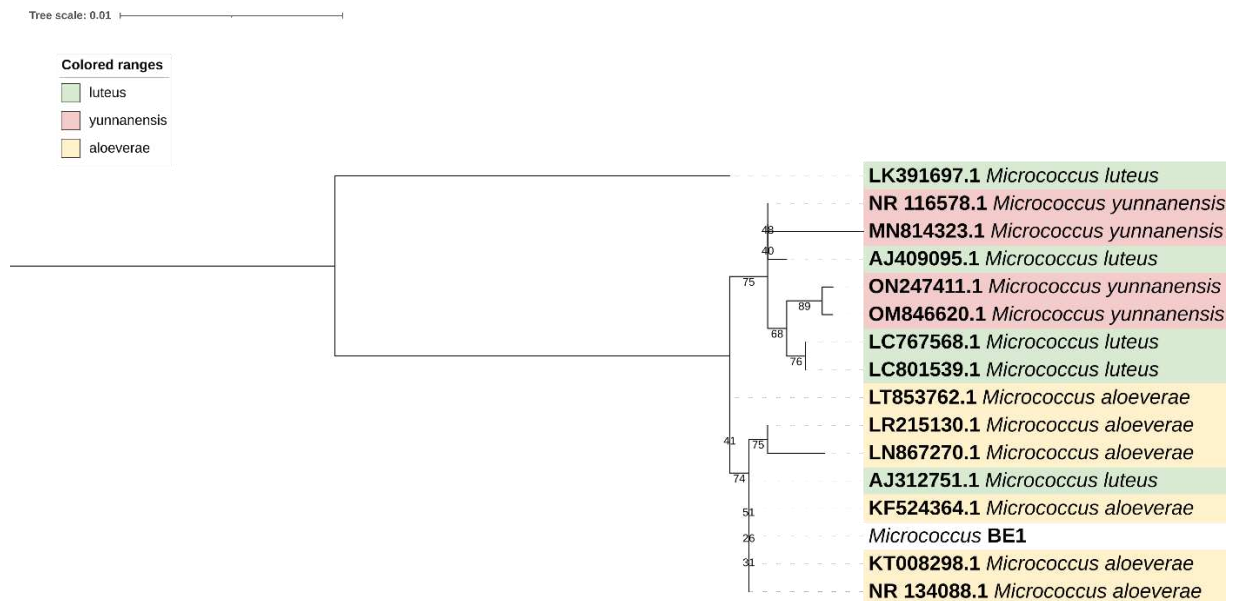 Tree scale: 0.01
Colored ranges
luteus
yunnanensis
aloeverae
LK391697.1 Micrococcus luteus
NR 116578.1 Micrococcus yunnanensis
48
MN814323.1 Micrococcus yunnanensis
40
AJ409095.1 Micrococcus luteus
75
ON247411.1 Micrococcus yunnanensis
89
OM846620.1 Micrococcus yunnanensis
68
LC767568.1 Micrococcus luteus
76
LC801539.1 Micrococcus luteus
LT853762.1 Micrococcus aloeverae
LR215130.1 Micrococcus aloeverae
41
75
LN867270.1 Micrococcus aloeverae
74
AJ312751.1 Micrococcus luteus
KF524364.1 Micrococcus aloeverae
51
Micrococcus BE1
26
KT008298.1 Micrococcus aloeverae
31
NR 134088.1 Micrococcus aloeverae